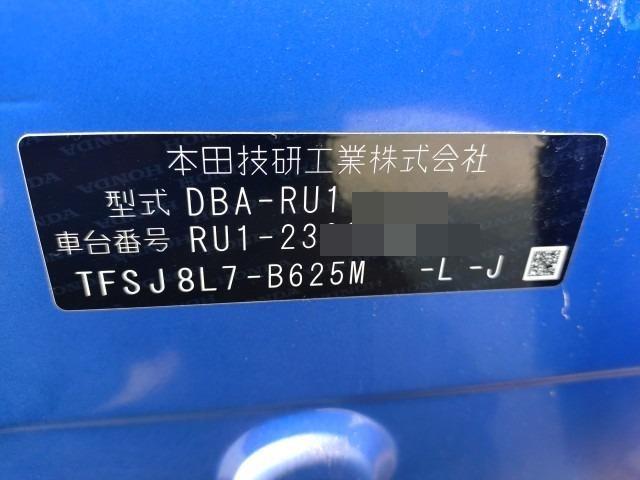 本田技研工業株式会社
型式 DBA-RU1
車台番号 RU1-23
TFSJ8L7-B625M -L -J